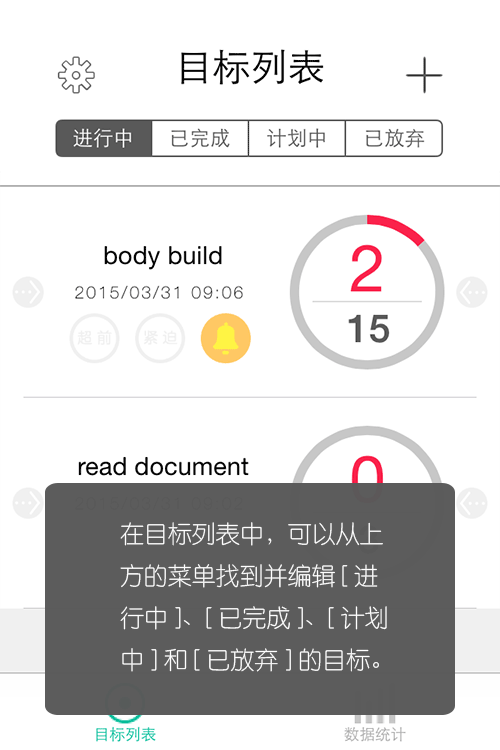 目标列表
进行中 已完成 计划中 已放弃
body build
2015/03/31 09:06
超前 紧迫
2
15
read document
0
在目标列表中，可以从上
方的菜单找到并编辑[进
行中]、[已完成]、[计划
中]和[已放弃]的目标。
目标列表 数据统计